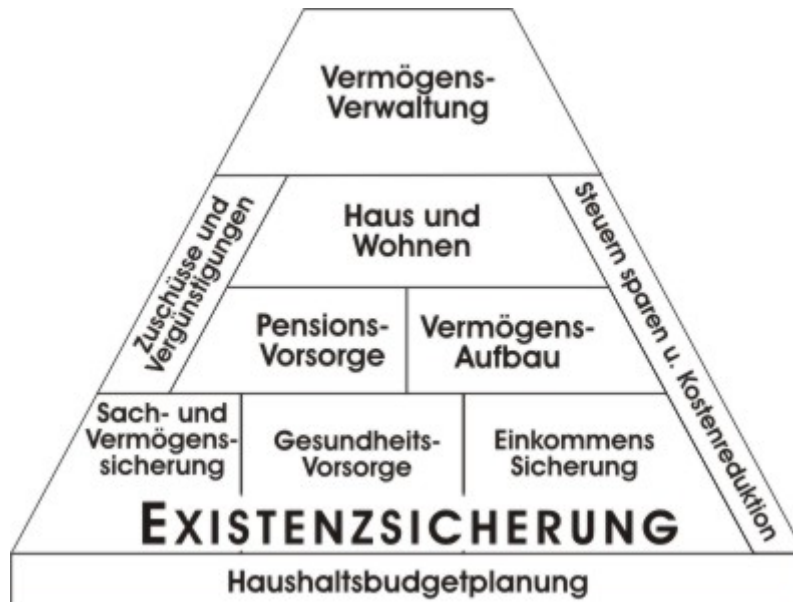 Vermögens-
Verwaltung
Zuschüsse und
Vergünstigungen
Haus und
Wohnen
Steuern sparen u. Kostenreduktion
Pensions-
Vorsorge
Vermögens-
Aufbau
Sach- und
Vermögens-
sicherung
Gesundheits-
Vorsorge
Einkommens
Sicherung
EXISTENZSICHERUNG
Haushaltsbudgetplanung